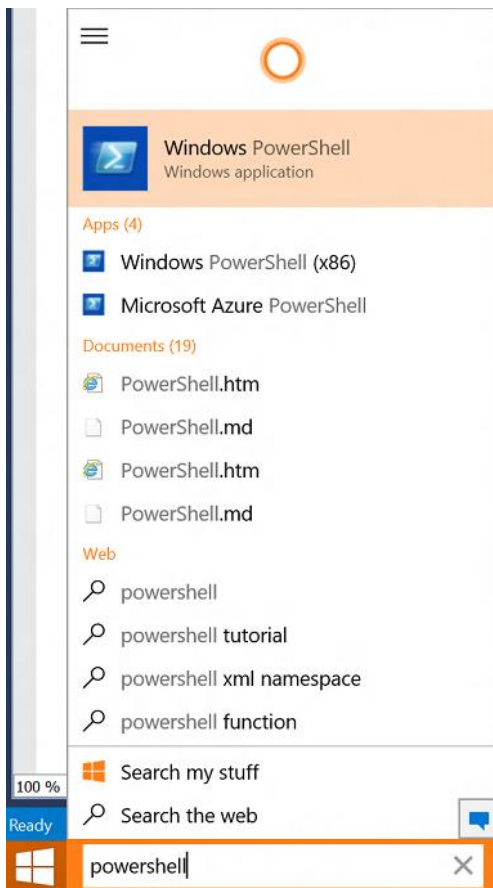 Windows PowerShell
Windows application
Apps (4)
Windows PowerShell (x86)
Microsoft Azure PowerShell
Documents (19)
PowerShell.htm
PowerShell.md
PowerShell.htm
PowerShell.md
Web
powershell
powershell tutorial
powershell xml namespace
powershell function
Search my stuff
100 %
Search the web
Ready
powershell